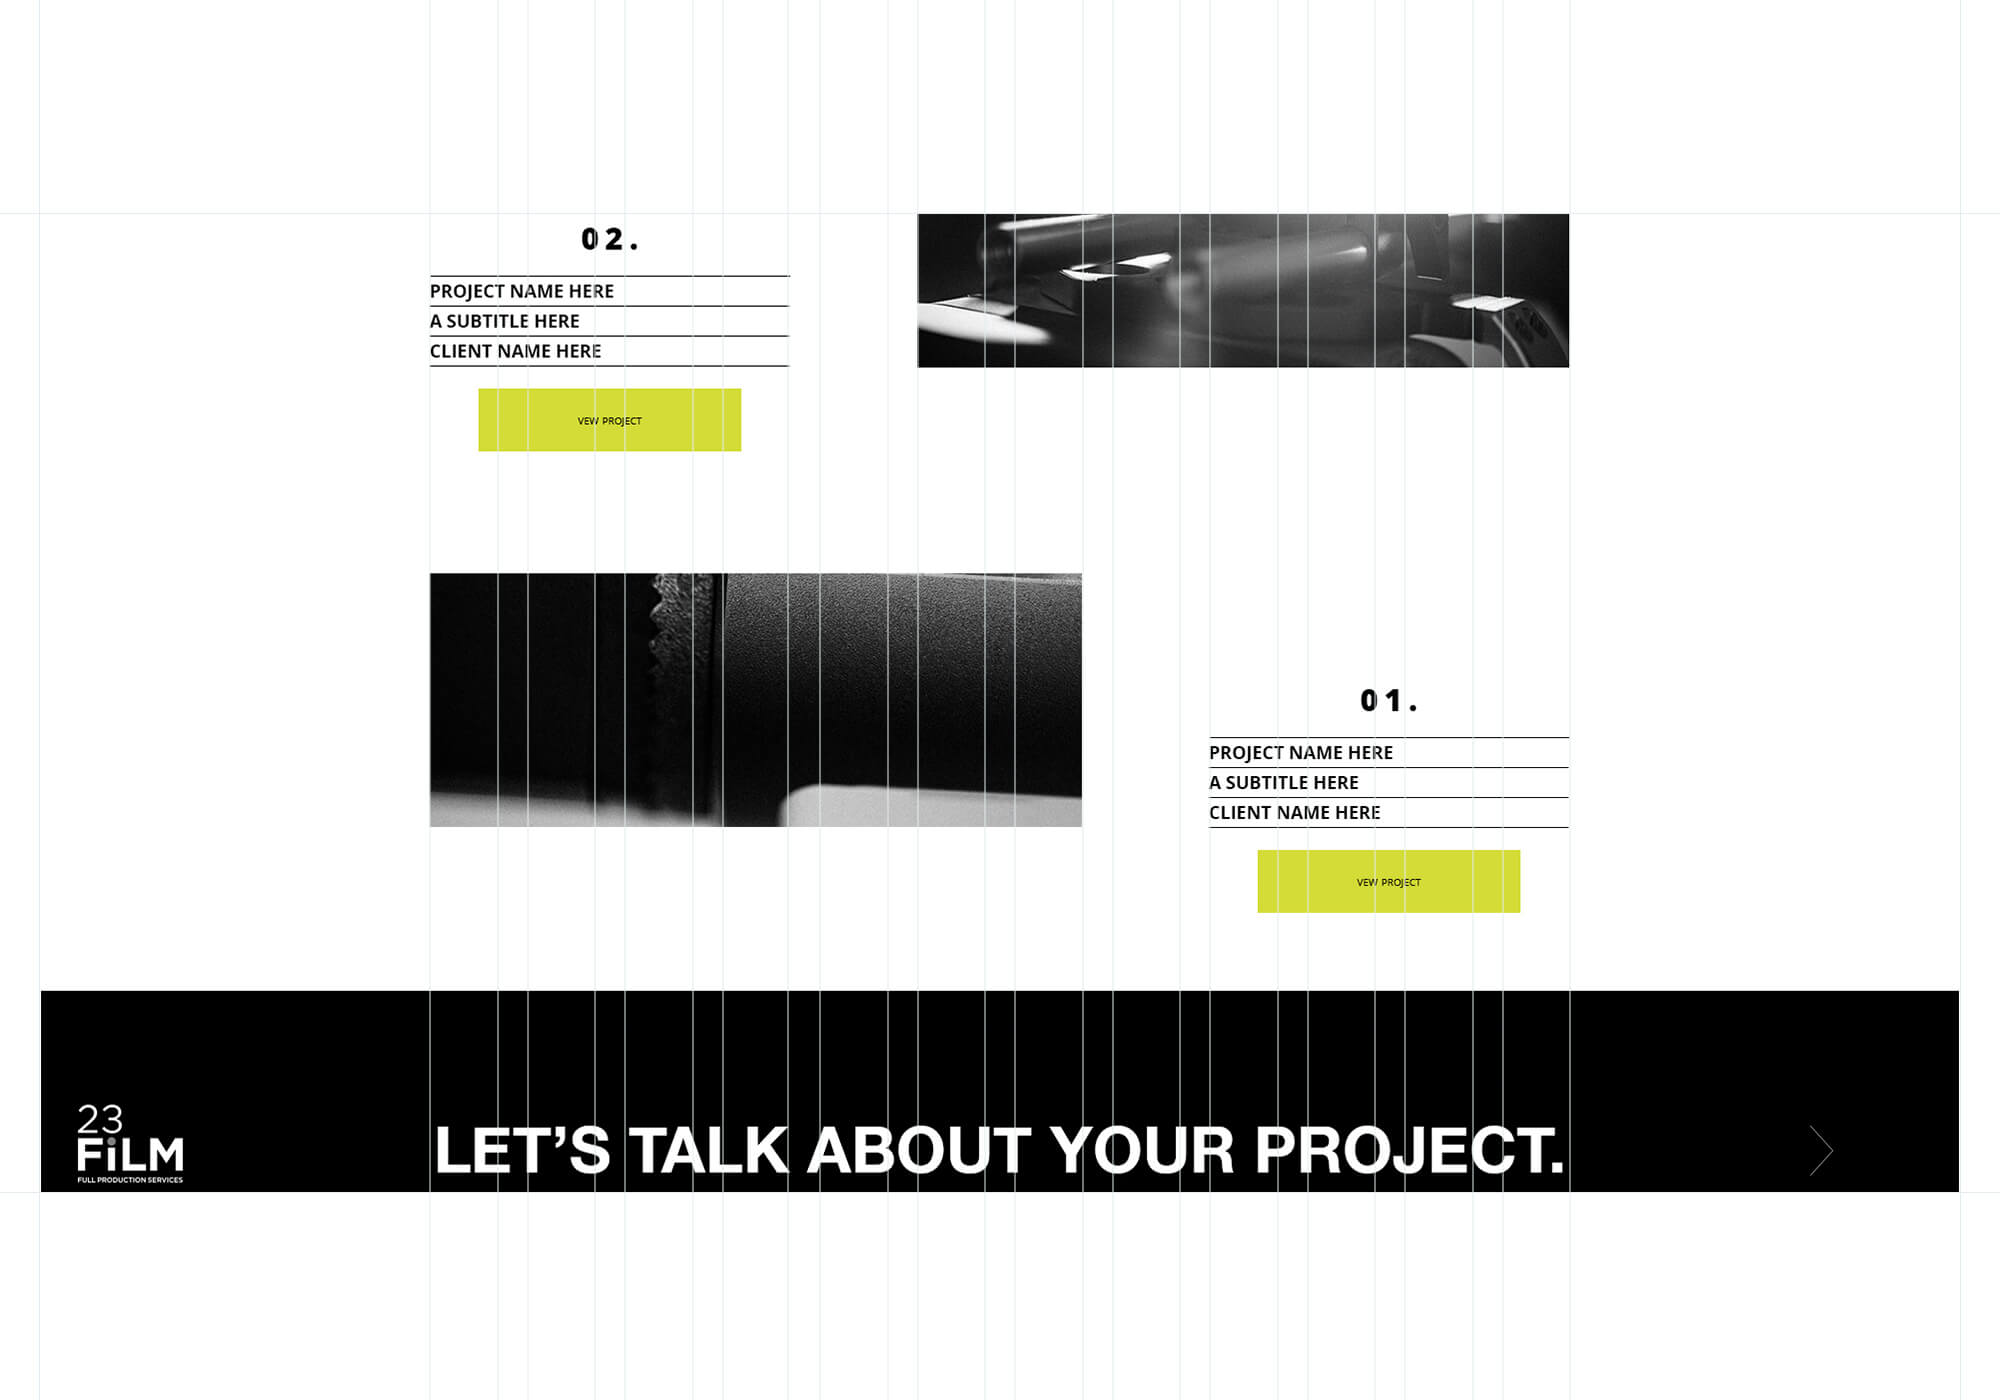 02.
PROJECT NAME HERE
A SUBTITLE HERE
CLIENT NAME HERE
VEW PROJECT
01.
PROJECT NAME HERE
A SUBTITLE HERE
CLIENT NAME HERE
VEW PROJECT
23
FiLM
FULL PRODUCTION SERVICES
LET’S TALK ABOUT YOUR PROJECT.